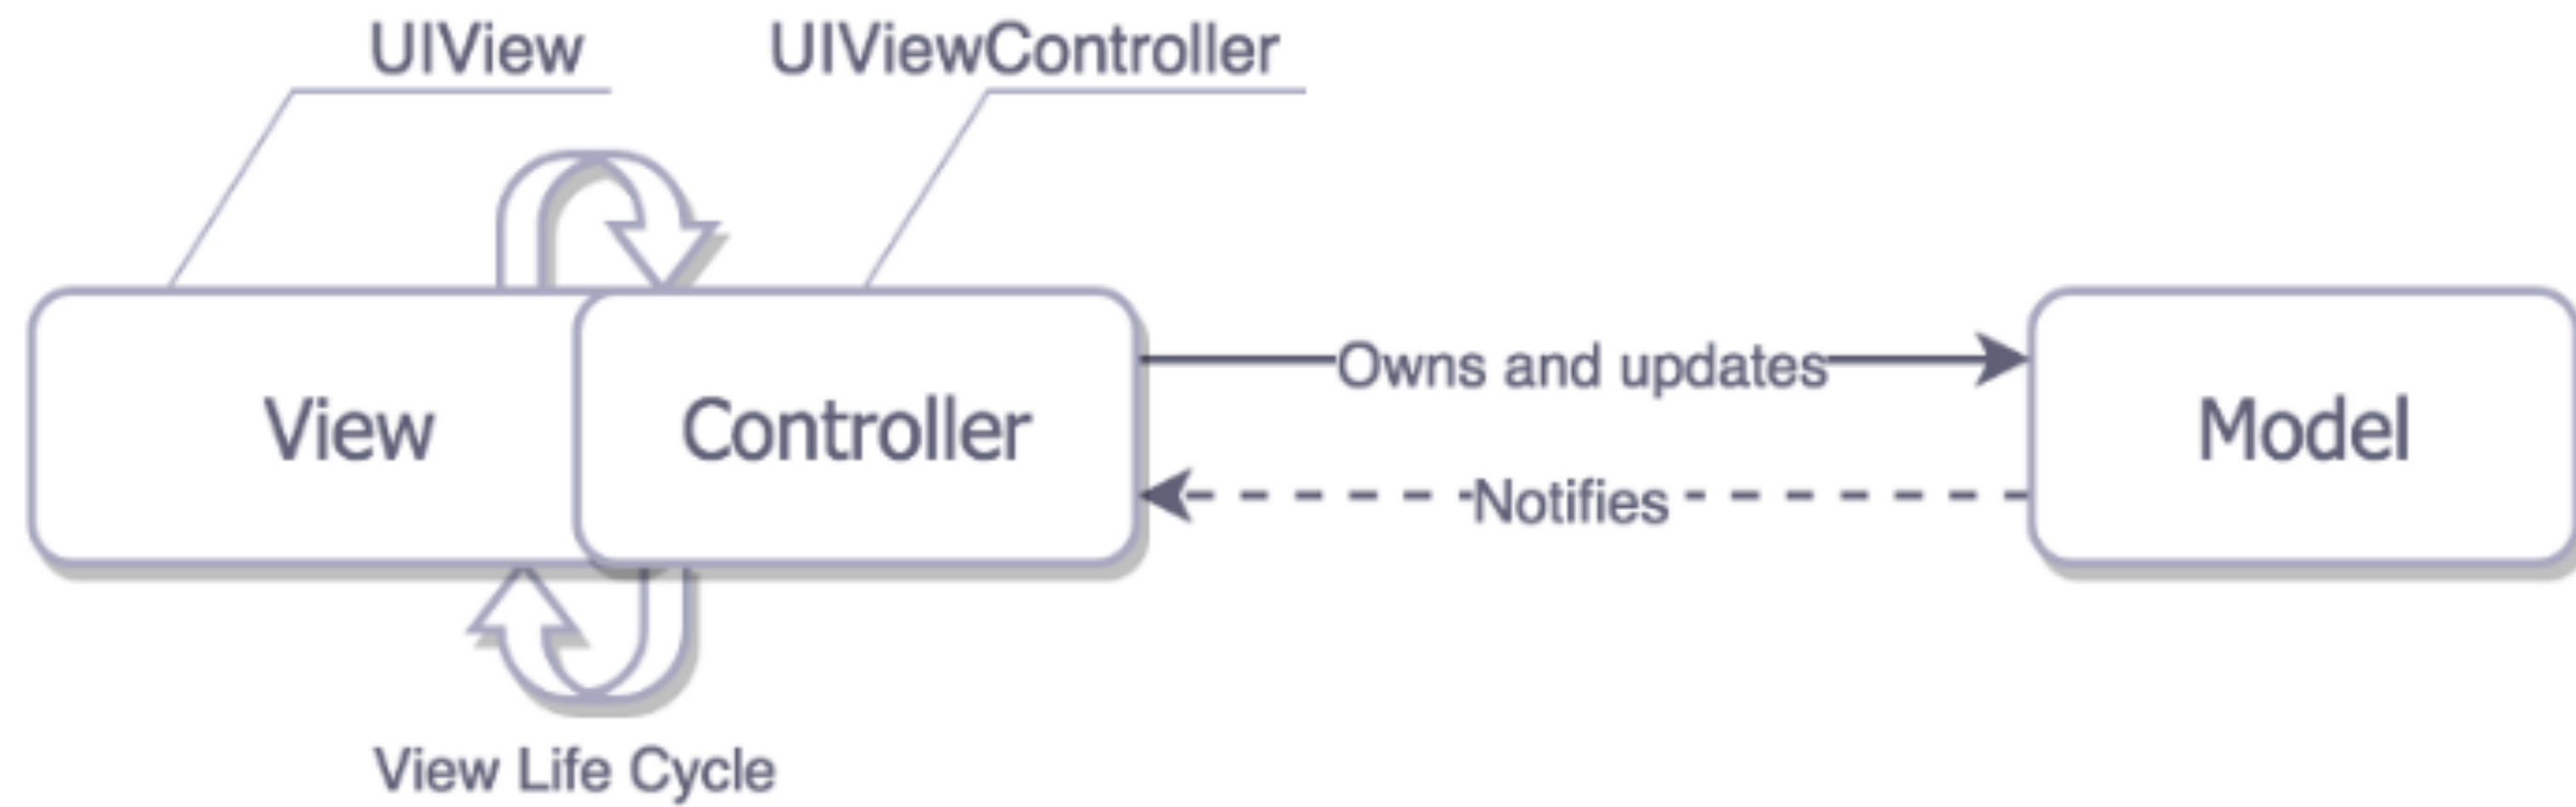 UIView
UIViewController
View
Controller
Owns and updates
Notifies
Model
View Life Cycle